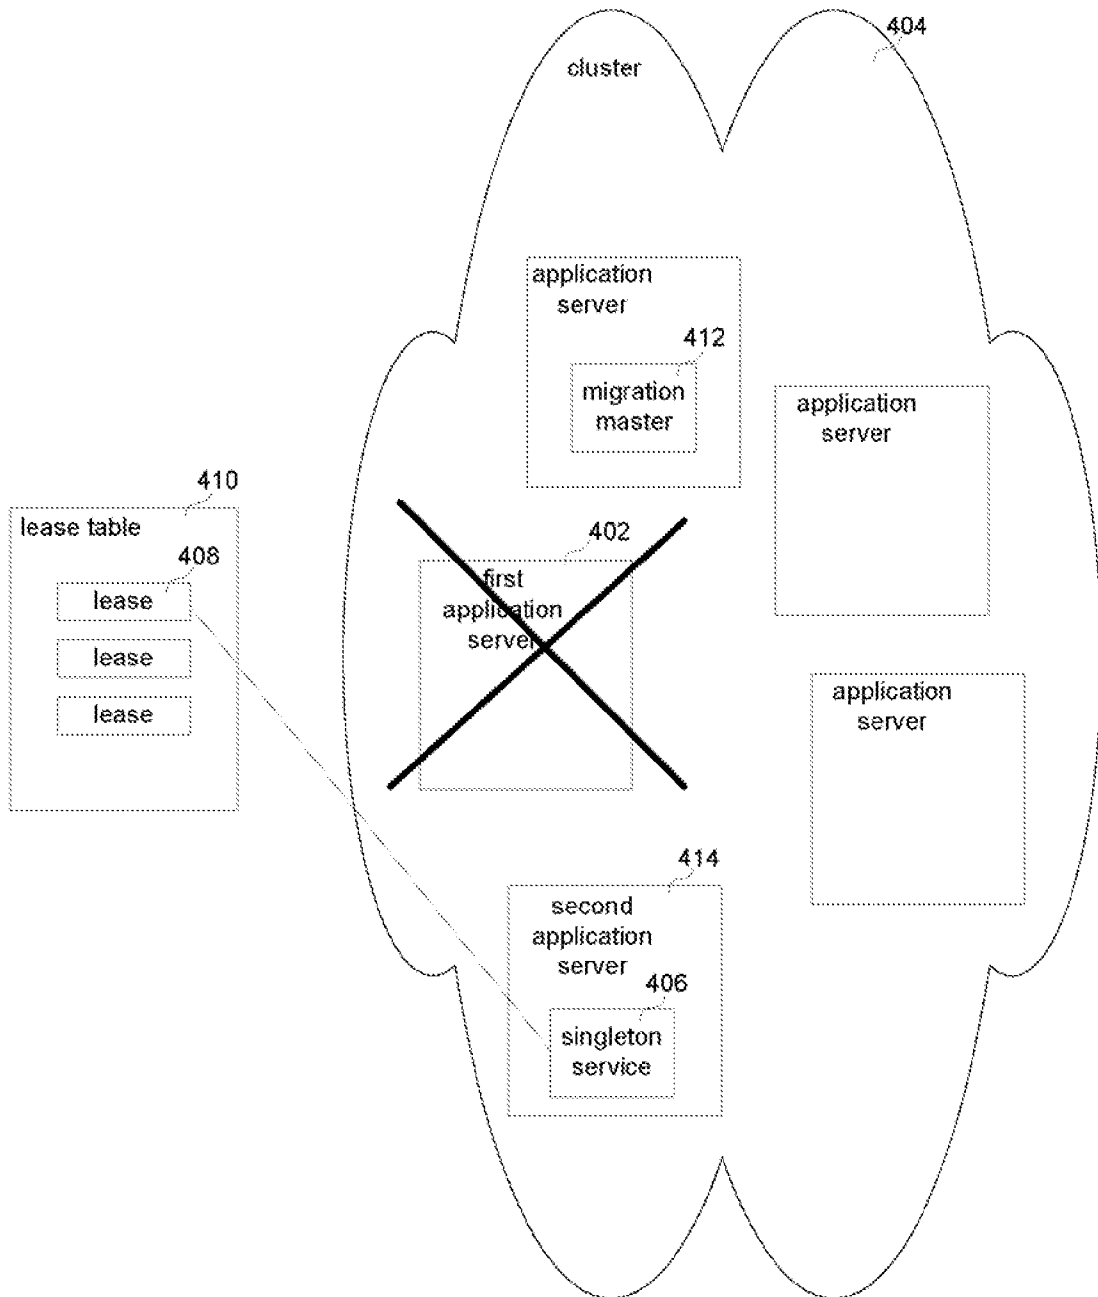 404
cluster
application
server
412
migration
master
application
server
410
lease table
408
lease
lease
lease
402
first
application
server
application
server
414
second
application
server
406
singleton
service